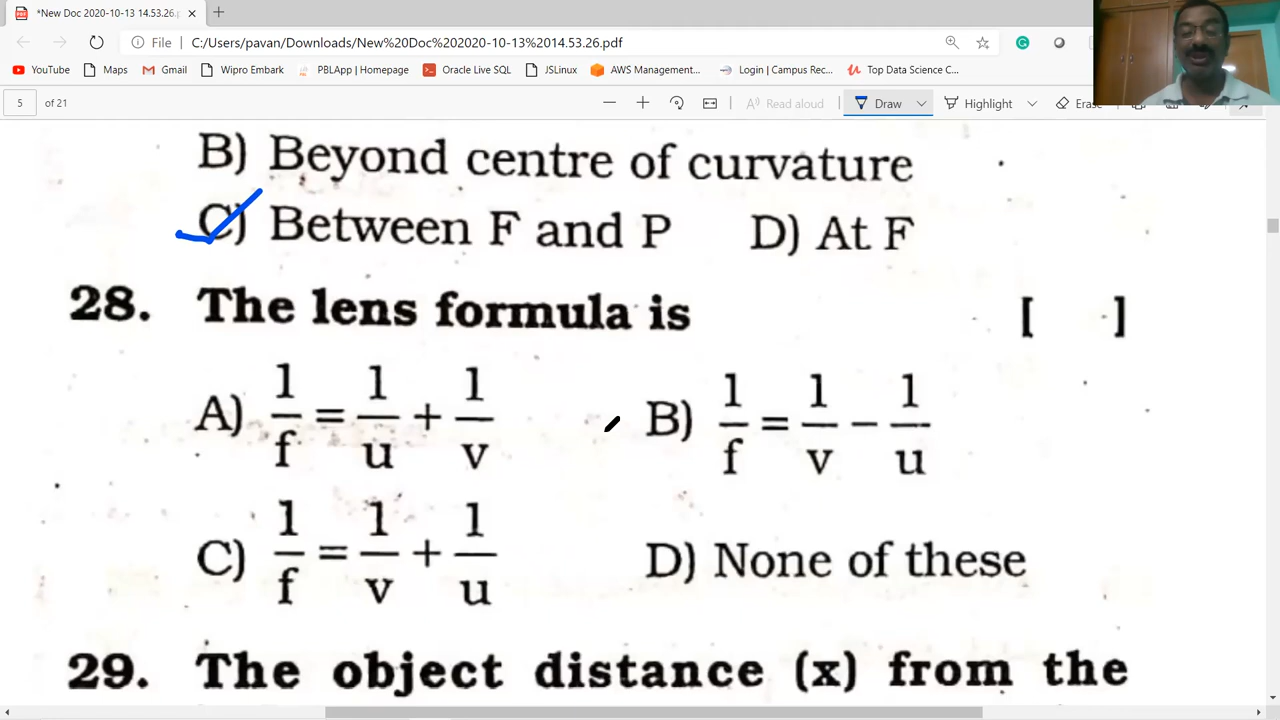 *New Doc 2020-10-13 14.53.26.p
File C:/Users/pavan/Downloads/New%20Doc%202020-10-13%2014.53.26.pdf
YouTube Maps Gmail Wipro Embark PBLApp | Homepage Oracle Live SQL JSLinux AWS Management... Login | Campus Rec... Top Data Science C...
5 of 21 Read aloud Draw Highlight Erase
B) Beyond centre of curvature
C) Between F and P D) At F
28. The lens formula is [ ]
A) 1/f = 1/u + 1/v B) 1/f = 1/v − 1/u
C) 1/f = 1/v + 1/u D) None of these
29. The object distance (x) from the